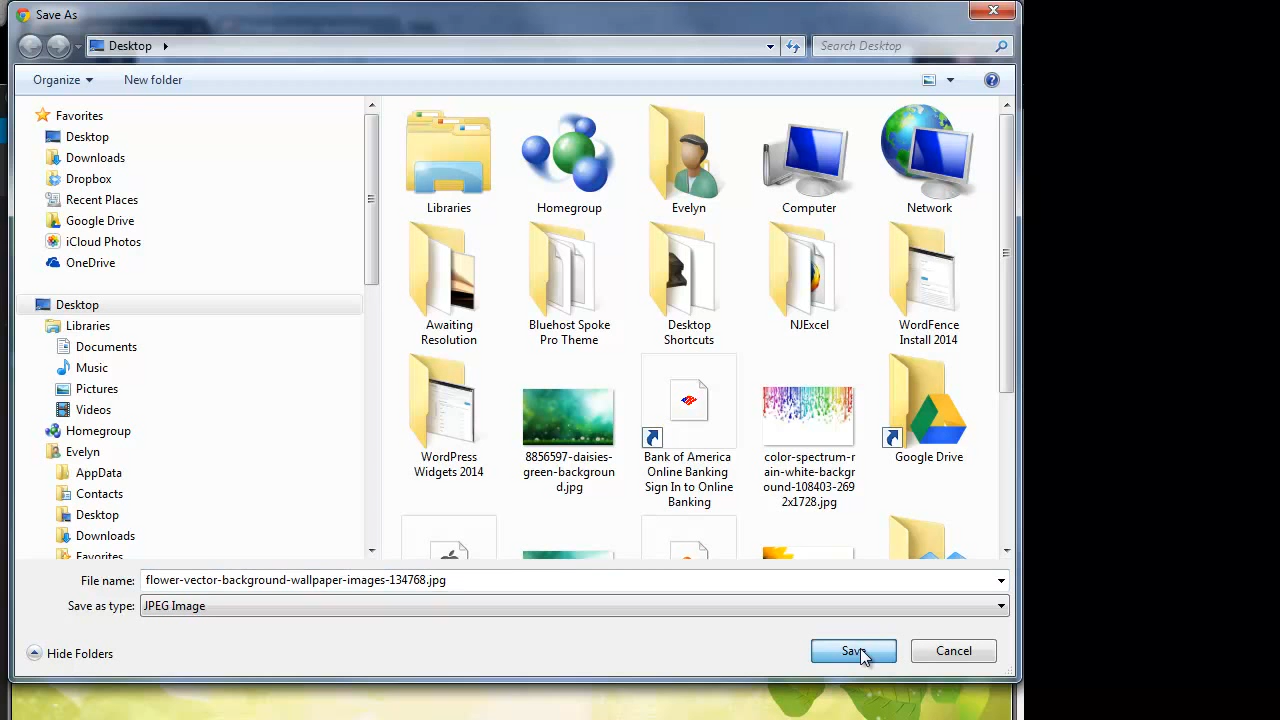 Save As
Desktop
Search Desktop
Organize
New folder
Favorites
Desktop
Downloads
Dropbox
Recent Places
Google Drive
iCloud Photos
OneDrive
Desktop
Libraries
Documents
Music
Pictures
Videos
Homegroup
Evelyn
AppData
Contacts
Desktop
Downloads
Favorites
Libraries
Homegroup
Evelyn
Computer
Network
Awaiting
Resolution
Bluehost Spoke
Pro Theme
Desktop
Shortcuts
NJExcel
WordFence
Install 2014
WordPress
Widgets 2014
8856597-daisies-
green-backgroun
d.jpg
Bank of America
Online Banking
Sign In to Online
Banking
color-spectrum-r
ain-white-backgr
ound-108403-269
2x1728.jpg
Google Drive
File name:
flower-vector-background-wallpaper-images-134768.jpg
Save as type:
JPEG Image
Hide Folders
Save
Cancel